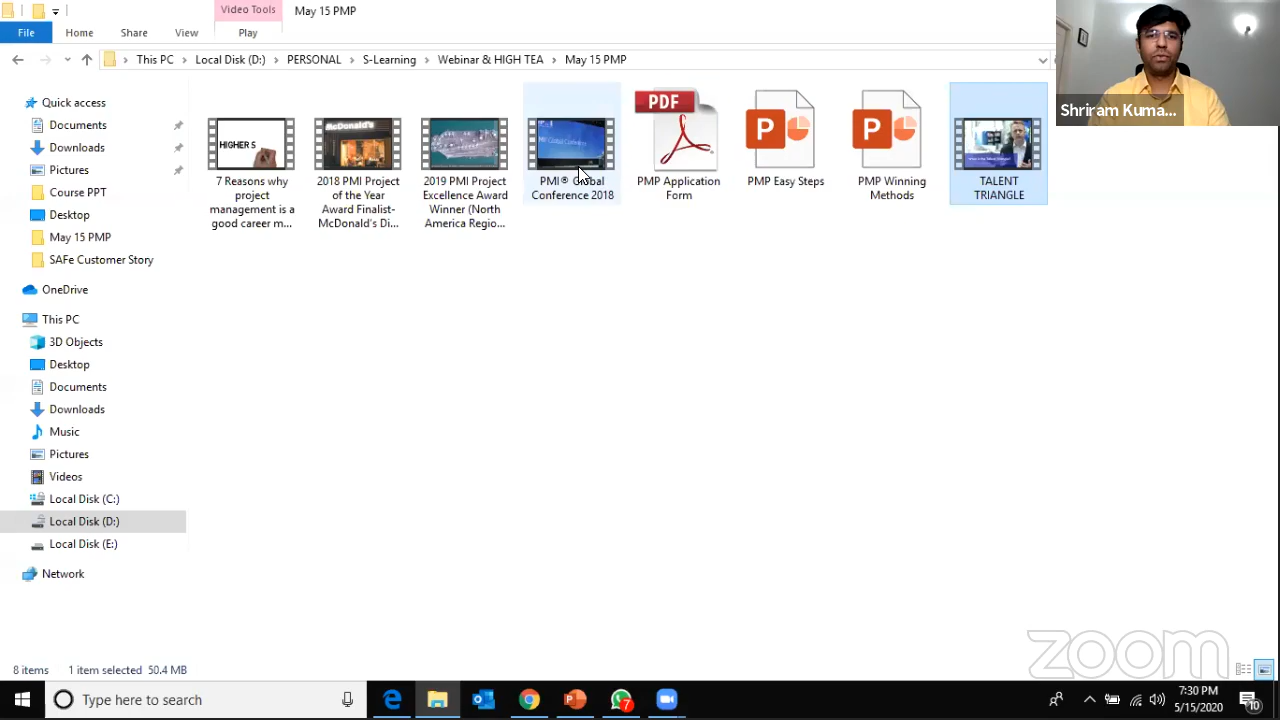 Video Tools
May 15 PMP
File
Home
Share
View
Play
This PC
Local Disk (D:)
PERSONAL
S-Learning
Webinar & HIGH TEA
May 15 PMP
Shriram Kuma...
Quick access
Documents
Downloads
Pictures
Course PPT
Desktop
May 15 PMP
SAFe Customer Story
OneDrive
This PC
3D Objects
Desktop
Documents
Downloads
Music
Pictures
Videos
Local Disk (C:)
Local Disk (D:)
Local Disk (E:)
Network
HIGHER S
7 Reasons why
project
management is a
good career m...
McDonald's
2018 PMI Project
of the Year
Award Finalist-
McDonald's Di...
2019 PMI Project
Excellence Award
Winner (North
America Regio...
PMI® Global
Conference 2018
PDF
PMP Application
Form
P
PMP Easy Steps
P
PMP Winning
Methods
TALENT
TRIANGLE
zoom
8 items
1 item selected 50.4 MB
Type here to search
7
7:30 PM
5/15/2020
10